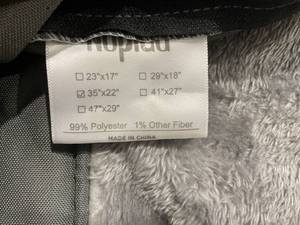 ☐ 23"x17" ☐ 29"x18"
☑ 35"x22" ☐ 41"x27"
☐ 47"x29"
99% Polyester 1% Other Fiber
MADE IN CHINA